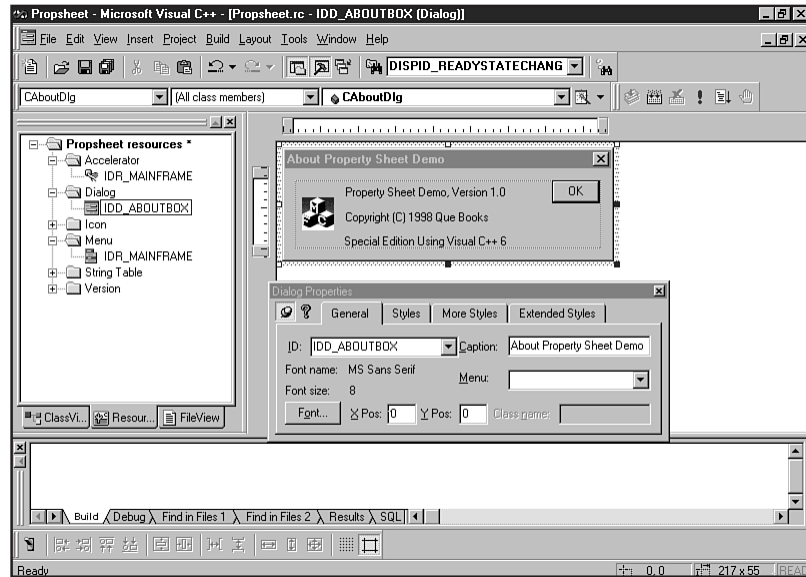 Propsheet - Microsoft Visual C++ - [Propsheet.rc - IDD_ABOUTBOX (Dialog)]
File Edit View Insert Project Build Layout Tools Window Help
DISPID_READYSTATECHANG
CAboutDlg (All class members) CAboutDlg
Propsheet resources *
Accelerator
IDR_MAINFRAME
Dialog
IDD_ABOUTBOX
Icon
Menu
IDR_MAINFRAME
String Table
Version
ClassVi... Resour... FileView
About Property Sheet Demo
Property Sheet Demo, Version 1.0
OK
Copyright (C) 1998 Que Books
Special Edition Using Visual C++ 6
MFC
Dialog Properties
General Styles More Styles Extended Styles
ID: IDD_ABOUTBOX Caption: About Property Sheet Demo
Font name: MS Sans Serif
Menu:
Font size: 8
Font... X Pos: 0 Y Pos: 0 Class name:
Build Debug Find in Files 1 Find in Files 2 Results SQL
Ready 0, 0 217 x 55 READ